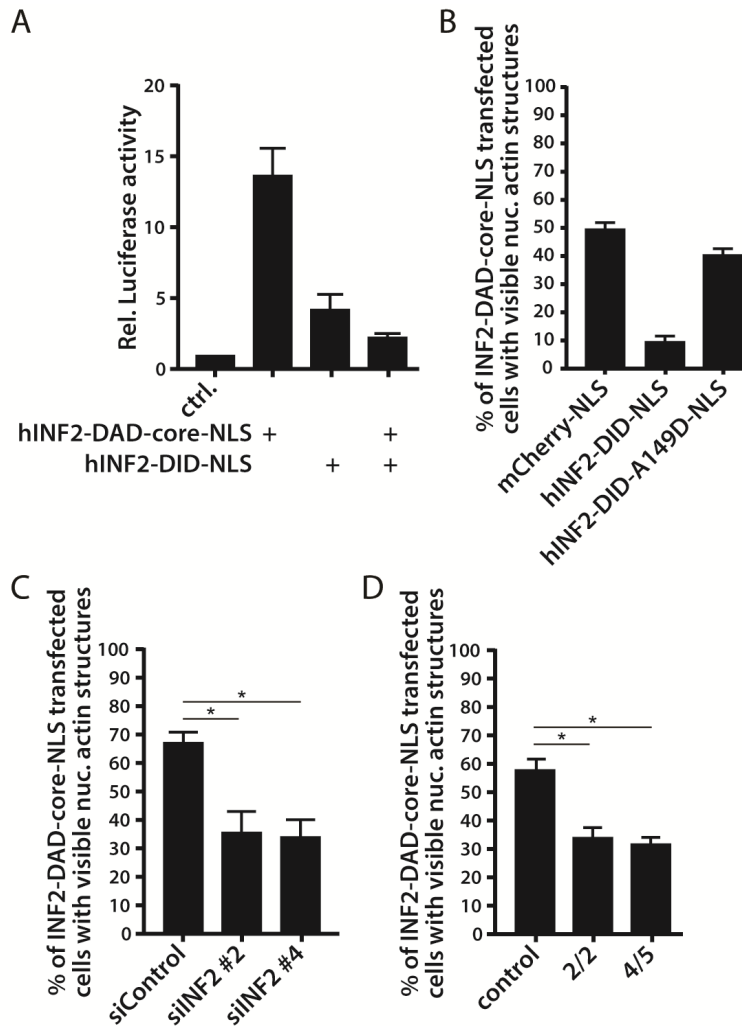 A
Rel. Luciferase activity
20
15
10
5
0
ctrl.
hINF2-DAD-core-NLS + +
hINF2-DID-NLS + +
B
% of INF2-DAD-core-NLS transfected
cells with visible nuc. actin structures
100
90
80
70
60
50
40
30
20
10
0
mCherry-NLS
hINF2-DID-NLS
hINF2-DID-A149D-NLS
C
% of INF2-DAD-core-NLS transfected
cells with visible nuc. actin structures
100
90
80
70
60
50
40
30
20
10
0
*
*
siControl
siINF2 #2
siINF2 #4
D
% of INF2-DAD-core-NLS transfected
cells with visible nuc. actin structures
100
90
80
70
60
50
40
30
20
10
0
*
*
control
2/2
4/5